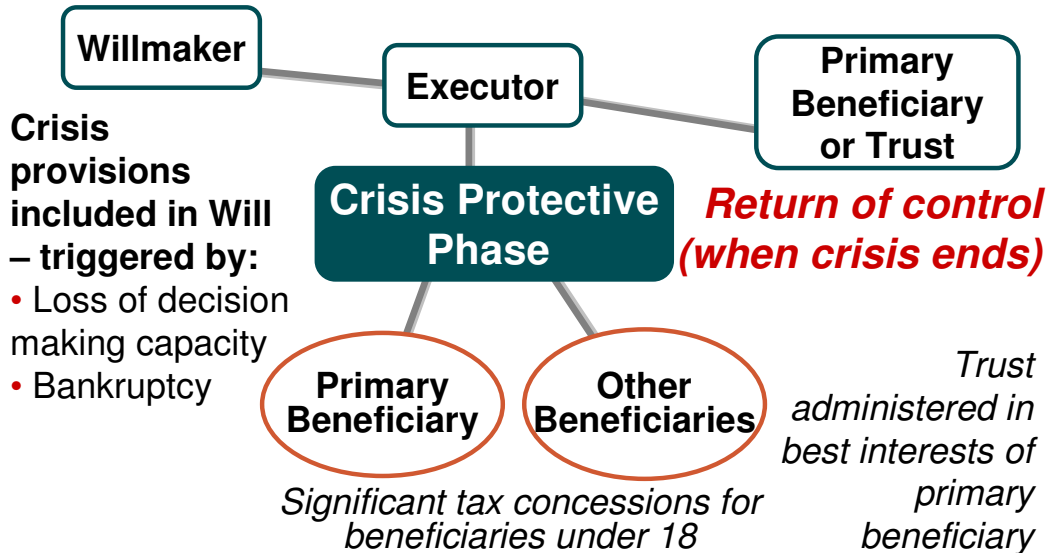 Willmaker
Executor
Primary
Beneficiary
or Trust
Crisis
provisions
included in Will
– triggered by:
• Loss of decision
making capacity
• Bankruptcy
Crisis Protective
Phase
Return of control
(when crisis ends)
Primary
Beneficiary
Other
Beneficiaries
Trust
administered in
best interests of
primary
beneficiary
Significant tax concessions for
beneficiaries under 18